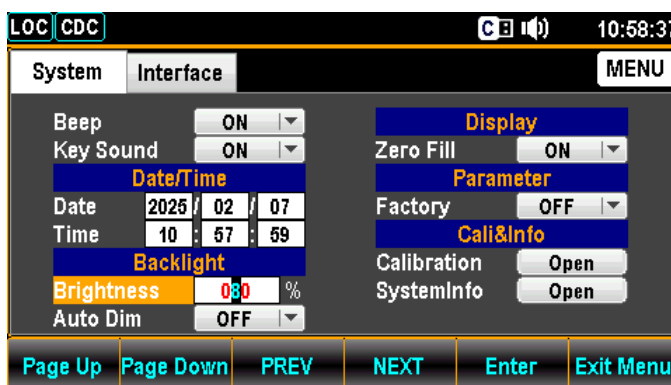 LOC CDC C 10:58:37
System Interface MENU
Beep ON
Key Sound ON
Date/Time
Date 2025 / 02 / 07
Time 10 : 57 : 59
Backlight
Brightness 080 %
Auto Dim OFF
Display
Zero Fill ON
Parameter
Factory OFF
Cali&Info
Calibration Open
SystemInfo Open
Page Up Page Down PREV NEXT Enter Exit Menu